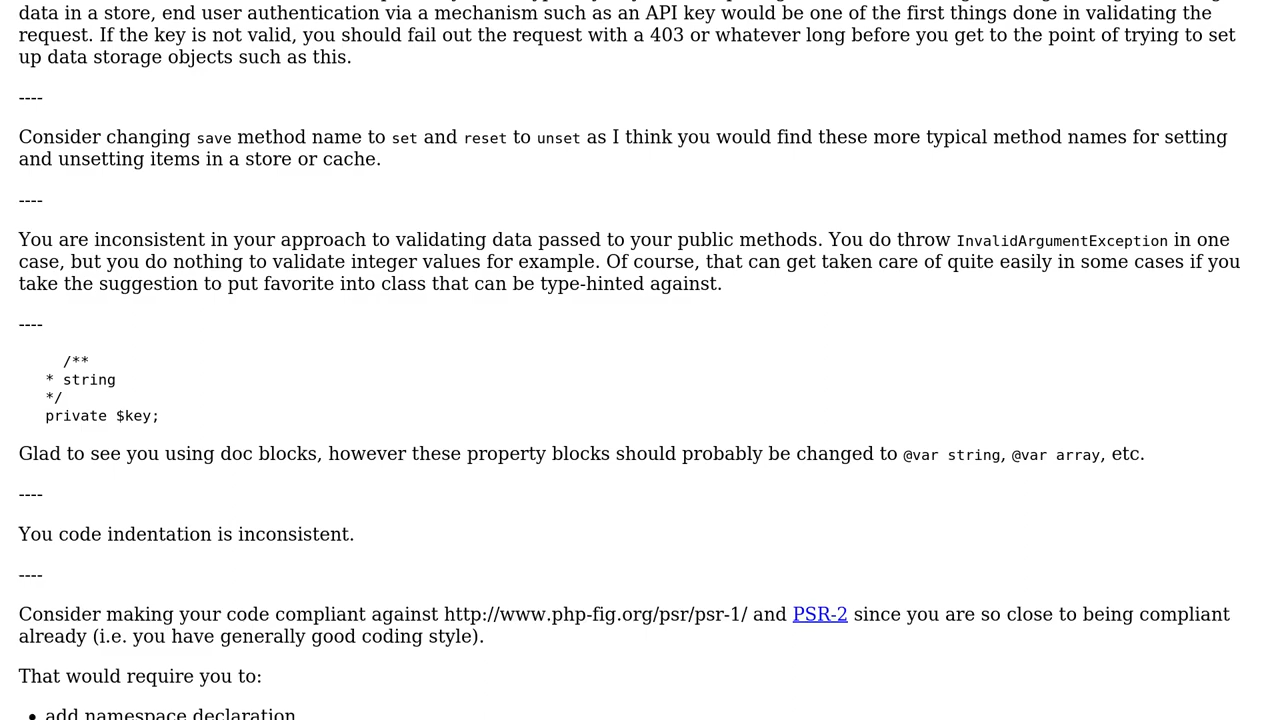 data in a store, end user authentication via a mechanism such as an API key would be one of the first things done in validating the
request. If the key is not valid, you should fail out the request with a 403 or whatever long before you get to the point of trying to set
up data storage objects such as this.
----
Consider changing save method name to set and reset to unset as I think you would find these more typical method names for setting
and unsetting items in a store or cache.
----
You are inconsistent in your approach to validating data passed to your public methods. You do throw InvalidArgumentException in one
case, but you do nothing to validate integer values for example. Of course, that can get taken care of quite easily in some cases if you
take the suggestion to put favorite into class that can be type-hinted against.
----
/**
* string
*/
private $key;
Glad to see you using doc blocks, however these property blocks should probably be changed to @var string, @var array, etc.
----
You code indentation is inconsistent.
----
Consider making your code compliant against http://www.php-fig.org/psr/psr-1/ and PSR-2 since you are so close to being compliant
already (i.e. you have generally good coding style).
That would require you to:
• add namespace declaration